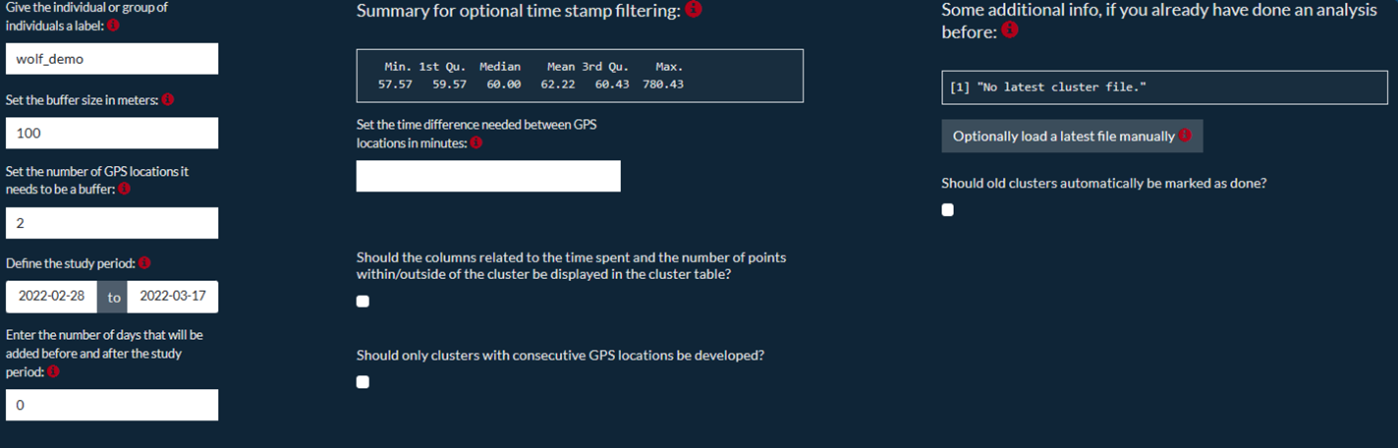 Give the individual or group of
individuals a label:
wolf_demo
Set the buffer size in meters:
100
Set the number of GPS locations it
needs to be a buffer:
2
Define the study period:
2022-02-28 to 2022-03-17
Enter the number of days that will be
added before and after the study
period:
0
Summary for optional time stamp filtering:
Min. 1st Qu. Median Mean 3rd Qu. Max.
57.57 59.57 60.00 62.22 60.43 780.43
Set the time difference needed between GPS
locations in minutes:
Should the columns related to the time spent and the number of points
within/outside of the cluster be displayed in the cluster table?
Should only clusters with consecutive GPS locations be developed?
Some additional info, if you already have done an analysis
before:
[1] "No latest cluster file."
Optionally load a latest file manually
Should old clusters automatically be marked as done?